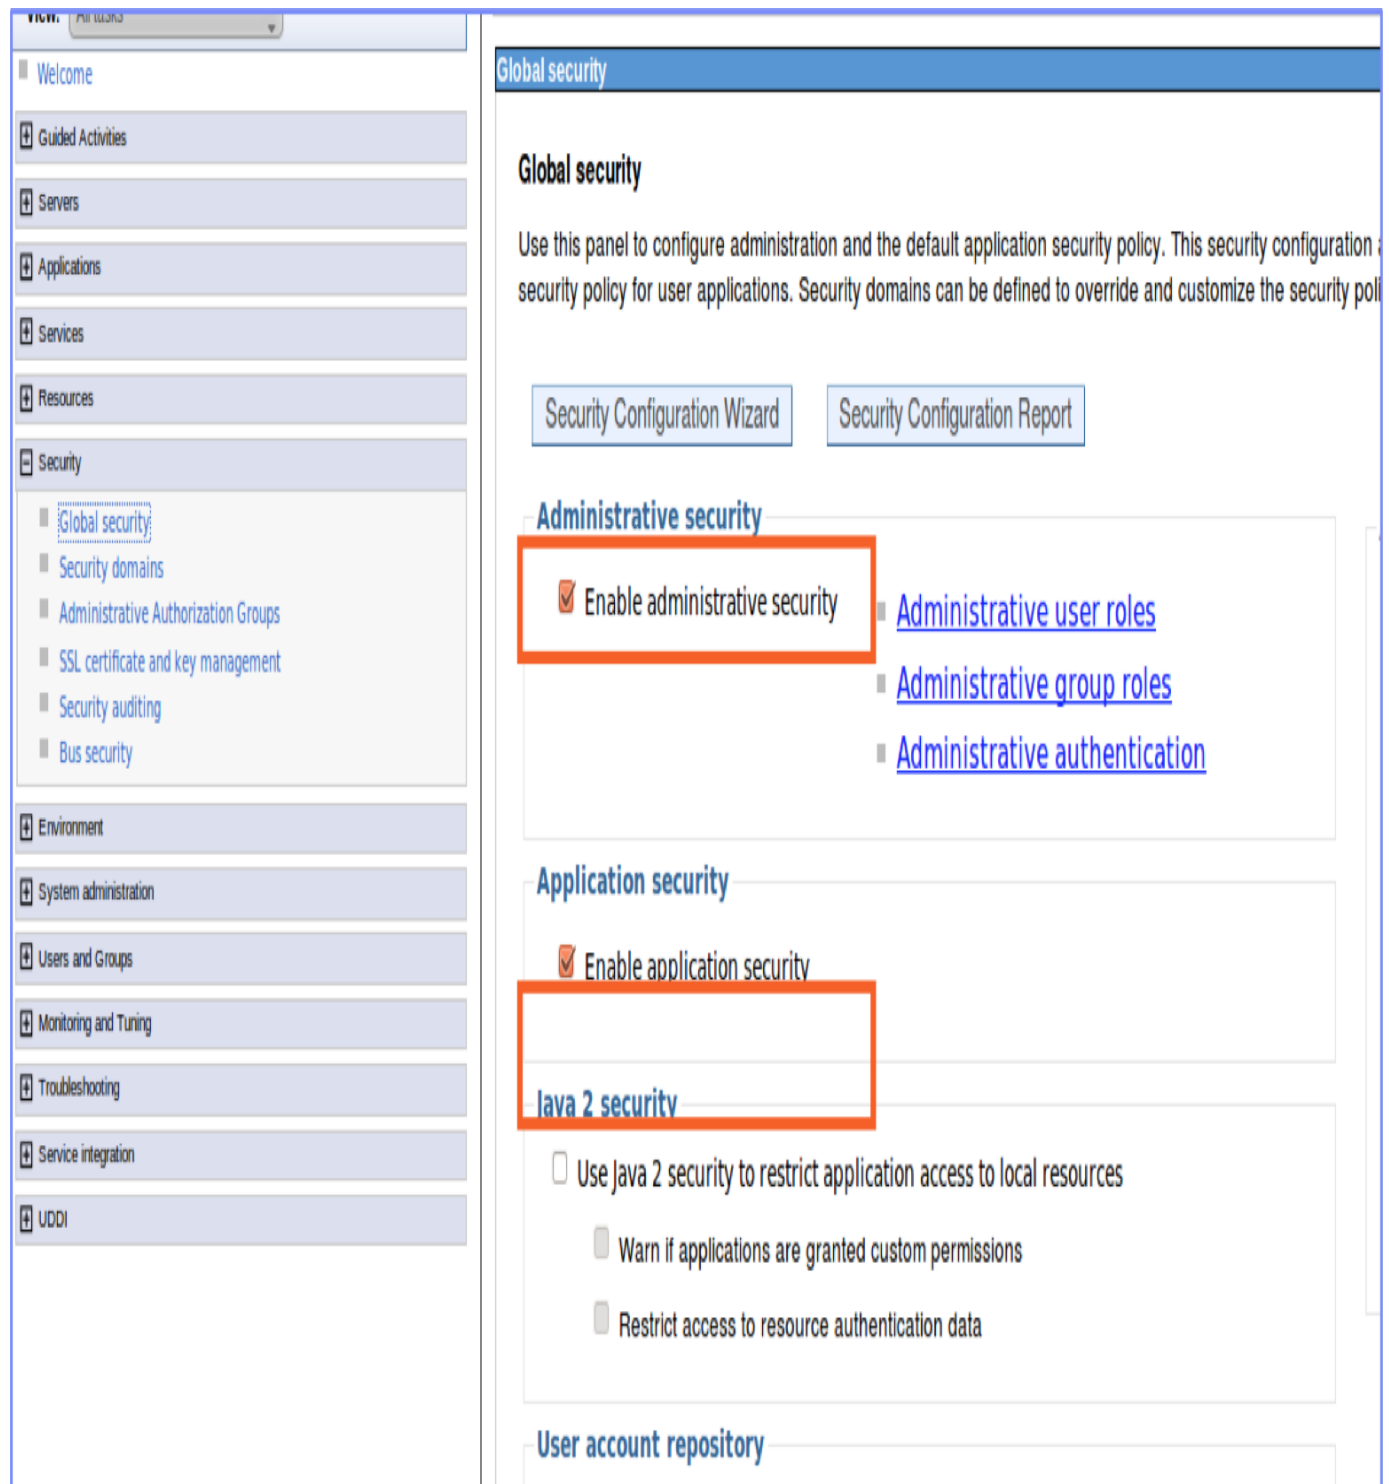 View: All tasks
Welcome
Guided Activities
Servers
Applications
Services
Resources
Security
Global security
Security domains
Administrative Authorization Groups
SSL certificate and key management
Security auditing
Bus security
Environment
System administration
Users and Groups
Monitoring and Tuning
Troubleshooting
Service integration
UDDI
Global security
Global security
Use this panel to configure administration and the default application security policy. This security configuration
security policy for user applications. Security domains can be defined to override and customize the security poli
Security Configuration Wizard Security Configuration Report
Administrative security
Enable administrative security
Administrative user roles
Administrative group roles
Administrative authentication
Application security
Enable application security
Java 2 security
Use Java 2 security to restrict application access to local resources
Warn if applications are granted custom permissions
Restrict access to resource authentication data
User account repository